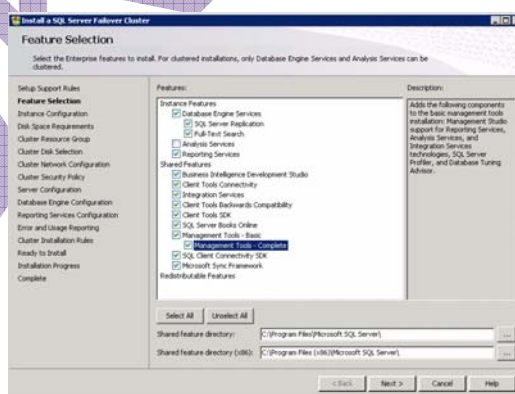 Install a SQL Server Failover Cluster
Feature Selection
Select the Enterprise features to install. For clustered installations, only Database Engine Services and Analysis Services can be
clustered.
Setup Support Rules
Feature Selection
Instance Configuration
Disk Space Requirements
Cluster Resource Group
Cluster Disk Selection
Cluster Network Configuration
Cluster Security Policy
Server Configuration
Database Engine Configuration
Reporting Services Configuration
Error and Usage Reporting
Cluster Installation Rules
Ready to Install
Installation Progress
Complete
Features:
Instance Features
Database Engine Services
SQL Server Replication
Full-Text Search
Analysis Services
Reporting Services
Shared Features
Business Intelligence Development Studio
Client Tools Connectivity
Integration Services
Client Tools Backwards Compatibility
Client Tools SDK
SQL Server Books Online
Management Tools - Basic
Management Tools - Complete
SQL Client Connectivity SDK
Microsoft Sync Framework
Redistributable Features
Description:
Adds the following components
to the basic management tools
installation: Management Studio
support for Reporting Services,
Analysis Services, and
Integration Services
technologies, SQL Server
Profiler, and Database Tuning
Advisor.
Select All
Unselect All
Shared feature directory:
C:\Program Files\Microsoft SQL Server\
...
Shared feature directory (x86):
C:\Program Files (x86)\Microsoft SQL Server\
...
< Back
Next >
Cancel
Help